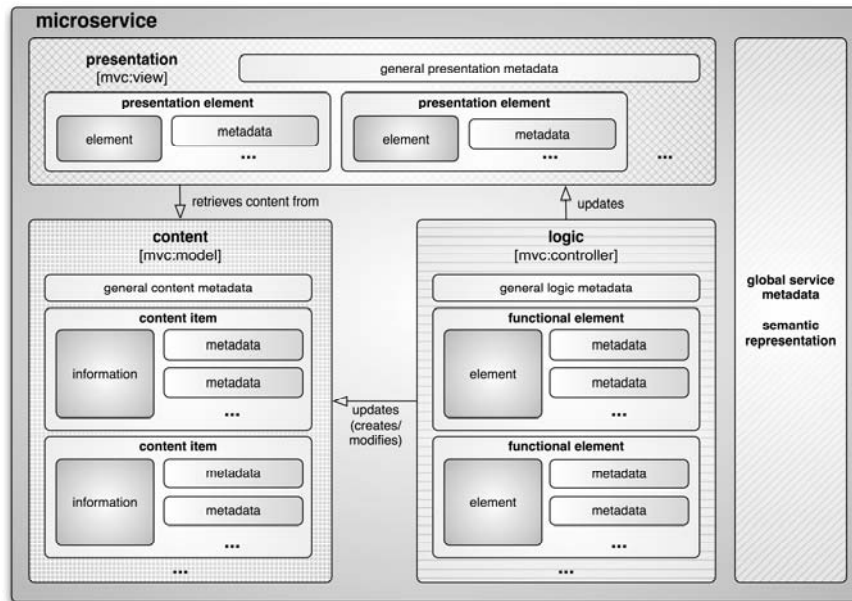 microservice
presentation
[mvc:view]
general presentation metadata
presentation element
element
metadata
...
presentation element
element
metadata
...
...
retrieves content from
updates
content
[mvc:model]
general content metadata
content item
information
metadata
metadata
...
content item
information
metadata
metadata
...
...
updates
(creates/
modifies)
logic
[mvc:controller]
general logic metadata
functional element
element
metadata
metadata
...
functional element
element
metadata
metadata
...
...
global service
metadata
semantic
representation